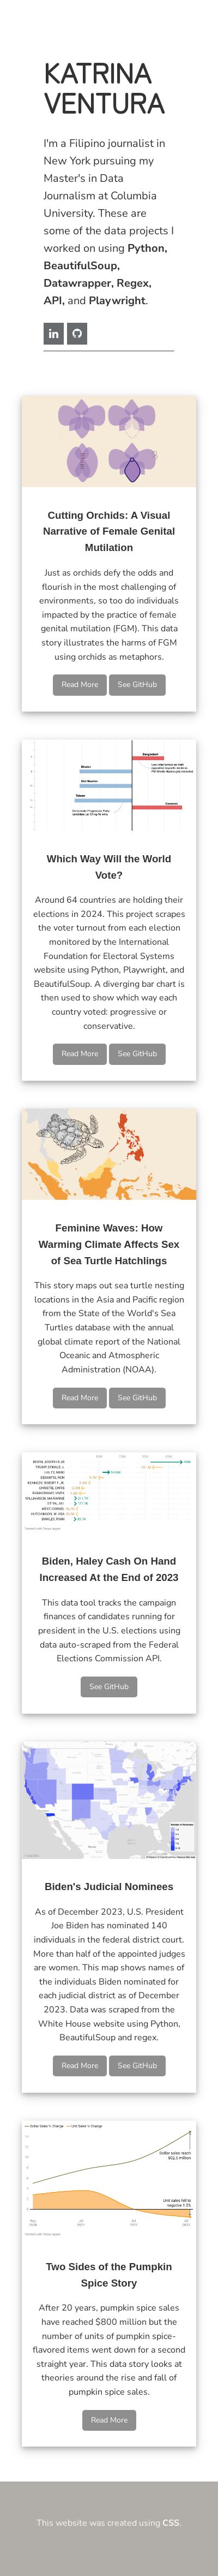 KATRINA
VENTURA
I'm a Filipino journalist in
New York pursuing my
Master's in Data
Journalism at Columbia
University. These are
some of the data projects I
worked on using Python,
BeautifulSoup,
Datawrapper, Regex,
API, and Playwright.
in
Cutting Orchids: A Visual
Narrative of Female Genital
Mutilation
Just as orchids defy the odds and
flourish in the most challenging of
environments, so too do individuals
impacted by the practice of female
genital mutilation (FGM). This data
story illustrates the harms of FGM
using orchids as metaphors.
Read More See GitHub
Bangladesh
Bhutan
Taiwan
Comoros
Which Way Will the World
Vote?
Around 64 countries are holding their
elections in 2024. This project scrapes
the voter turnout from each election
monitored by the International
Foundation for Electoral Systems
website using Python, Playwright, and
BeautifulSoup. A diverging bar chart is
then used to show which way each
country voted: progressive or
conservative.
Read More See GitHub
Feminine Waves: How
Warming Climate Affects Sex
of Sea Turtle Hatchlings
This story maps out sea turtle nesting
locations in the Asia and Pacific region
from the State of the World's Sea
Turtles database with the annual
global climate report of the National
Oceanic and Atmospheric
Administration (NOAA).
Read More See GitHub
Biden, Haley Cash On Hand
Increased At the End of 2023
This data tool tracks the campaign
finances of candidates running for
president in the U.S. elections using
data auto-scraped from the Federal
Elections Commission API.
See GitHub
Biden's Judicial Nominees
As of December 2023, U.S. President
Joe Biden has nominated 140
individuals in the federal district court.
More than half of the appointed judges
are women. This map shows names of
the individuals Biden nominated for
each judicial district as of December
2023. Data was scraped from the
White House website using Python,
BeautifulSoup and regex.
Read More See GitHub
Dollar Sales % Change Unit Sales % Change
Dollar sales reach
$802.5 million
Unit sales fell to
negative 1.3%
Two Sides of the Pumpkin
Spice Story
After 20 years, pumpkin spice sales
have reached $800 million but the
number of units of pumpkin spice-
flavored items went down for a second
straight year. This data story looks at
theories around the rise and fall of
pumpkin spice sales.
Read More
This website was created using CSS.